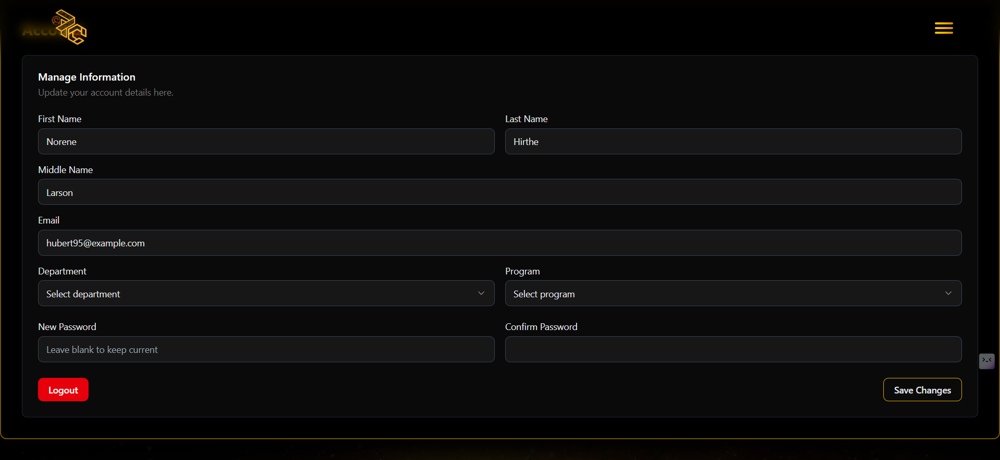 Manage Information
Update your account details here.
First Name
Last Name
Norene
Hirthe
Middle Name
Larson
Email
hubert95@example.com
Department
Program
Select department
Select program
New Password
Confirm Password
Leave blank to keep current
Logout
Save Changes